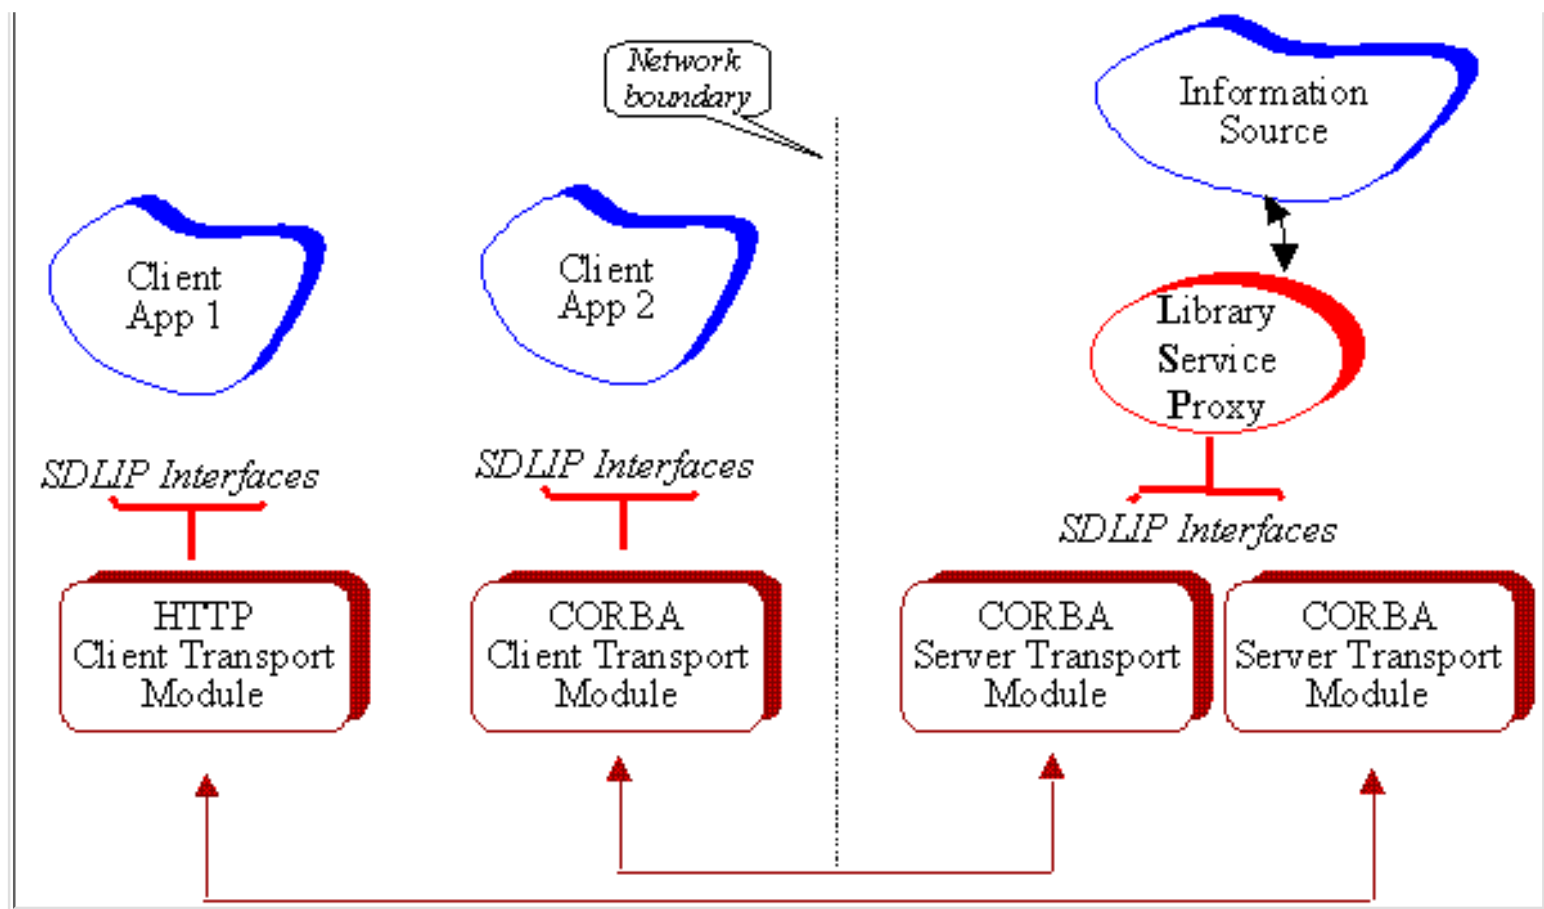 Network
boundary
Information
Source
Client
App 1
Client
App 2
Library
Service
Proxy
SDLIP Interfaces
SDLIP Interfaces
SDLIP Interfaces
HTTP
Client Transport
Module
CORBA
Client Transport
Module
CORBA
Server Transport
Module
CORBA
Server Transport
Module